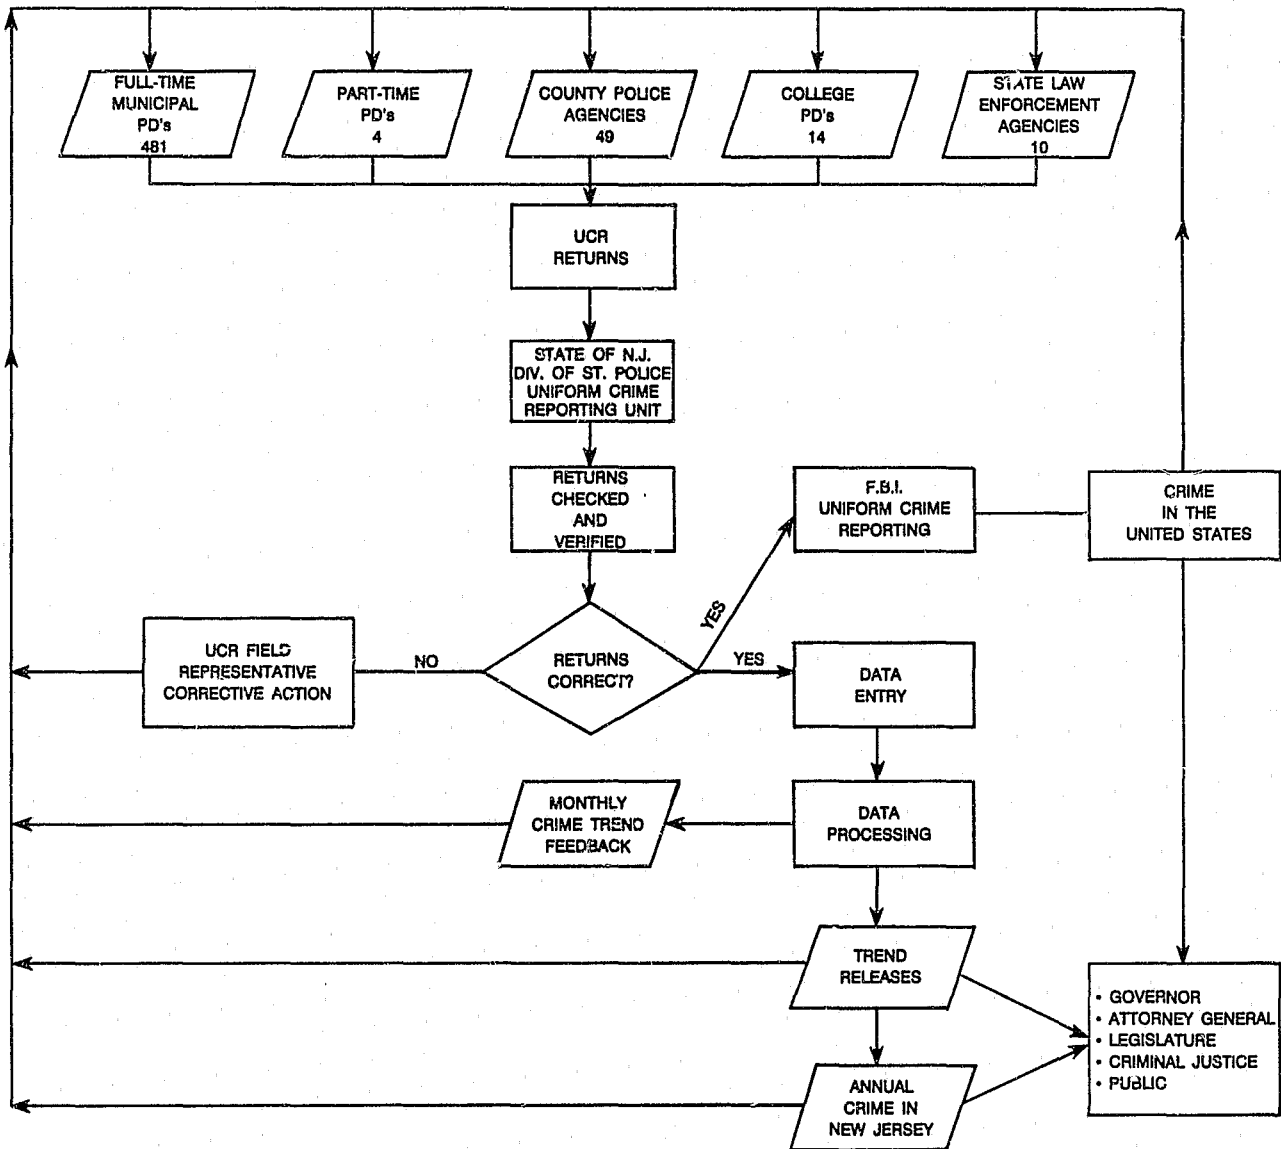 FULL-TIME
MUNICIPAL
PD's
481
PART-TIME
PD's
4
COUNTY POLICE
AGENCIES
49
COLLEGE
PD's
14
STATE LAW
ENFORCEMENT
AGENCIES
10
UCR
RETURNS
STATE OF N.J.
DIV. OF ST. POLICE
UNIFORM CRIME
REPORTING UNIT
RETURNS
CHECKED
AND
VERIFIED
F.B.I.
UNIFORM CRIME
REPORTING
CRIME
IN THE
UNITED STATES
YES
UCR FIELD
REPRESENTATIVE
CORRECTIVE ACTION
NO
RETURNS
CORRECT?
YES
DATA
ENTRY
MONTHLY
CRIME TREND
FEEDBACK
DATA
PROCESSING
TREND
RELEASES
• GOVERNOR
• ATTORNEY GENERAL
• LEGISLATURE
• CRIMINAL JUSTICE
• PUBLIC
ANNUAL
CRIME IN
NEW JERSEY